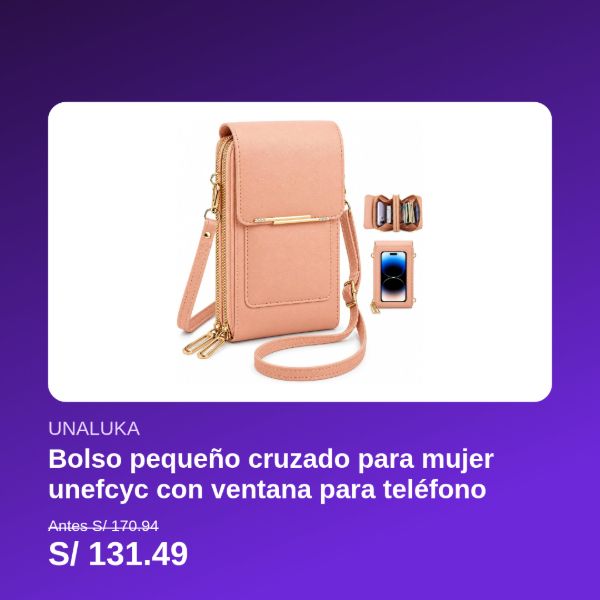 UNALUKA
Bolso pequeño cruzado para mujer
unefcyc con ventana para teléfono
Antes S/ 170.94
S/ 131.49